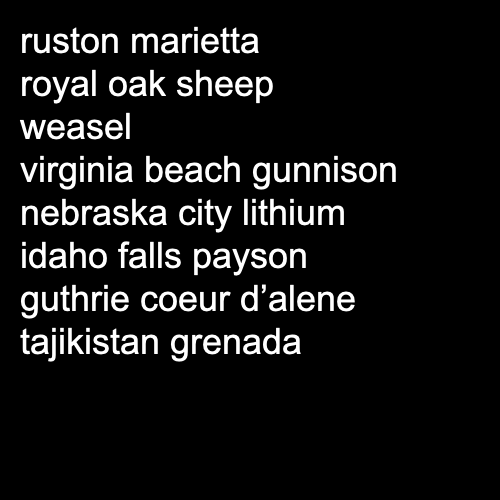 ruston marietta
royal oak sheep
weasel
virginia beach gunnison
nebraska city lithium
idaho falls payson
guthrie coeur d’alene
tajikistan grenada